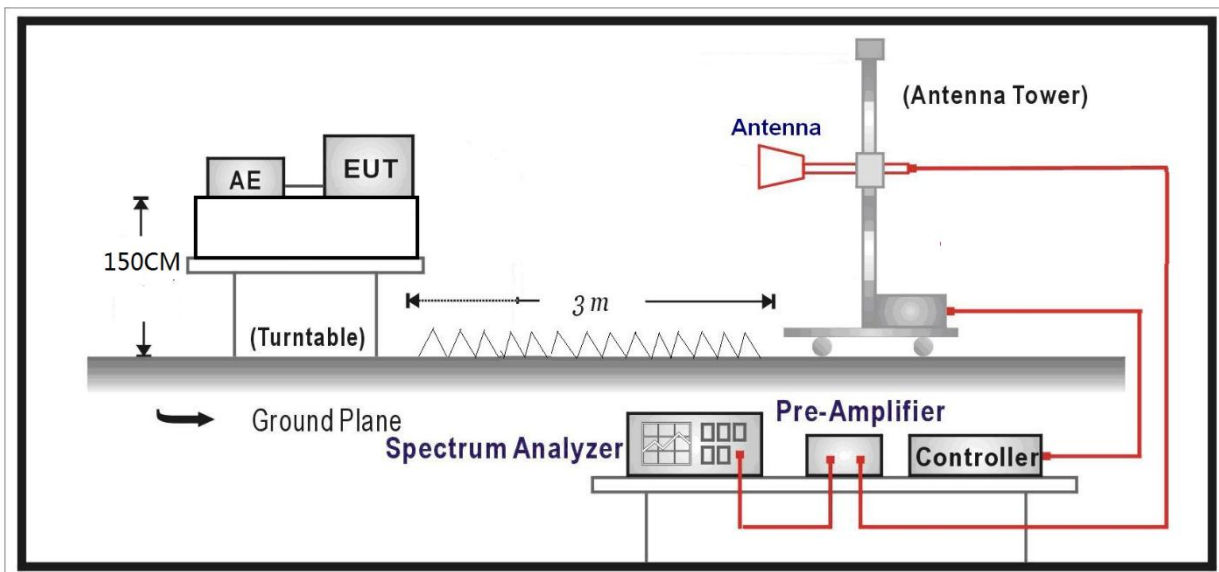 (Antenna Tower)
Antenna
AE
EUT
150CM
3 m
(Turntable)
Ground Plane
Spectrum Analyzer
Pre-Amplifier
Controller